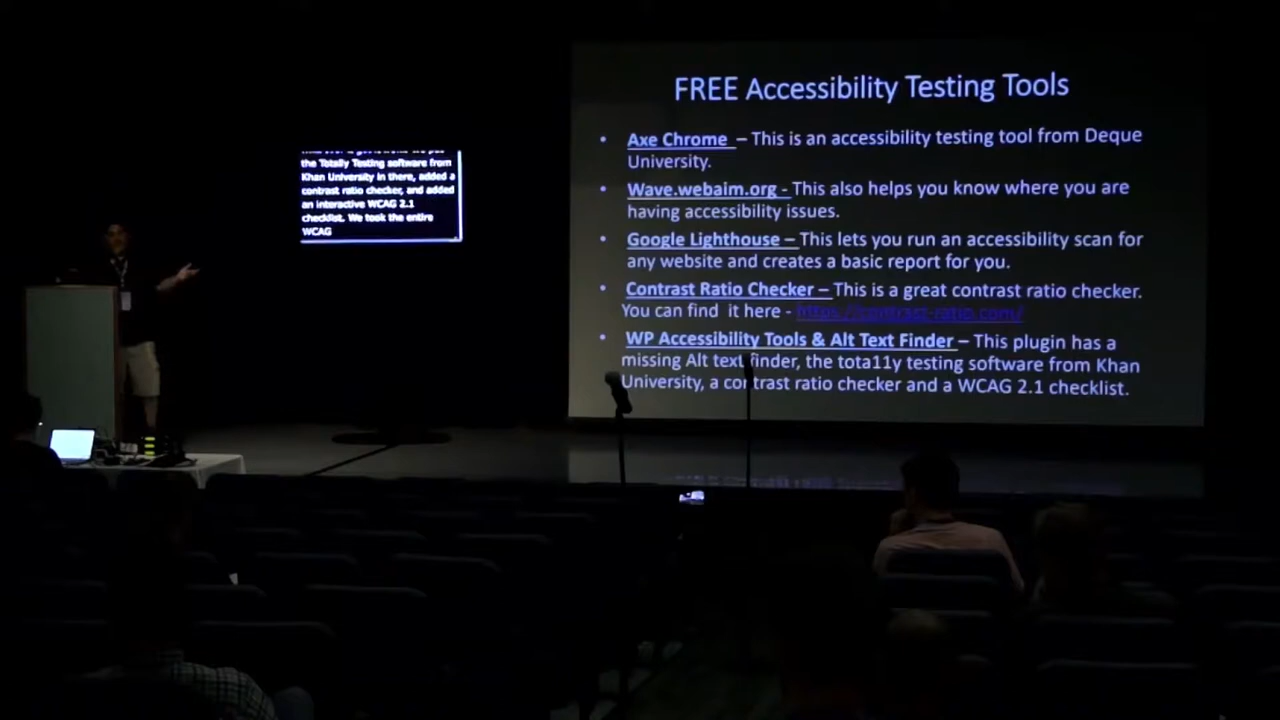 the Totally Testing software from
Khan University in there, added a
contrast ratio checker, and added
an interactive WCAG 2.1
checklist. We took the entire
WCAG
FREE Accessibility Testing Tools
• Axe Chrome – This is an accessibility testing tool from Deque
University.
• Wave.webaim.org - This also helps you know where you are
having accessibility issues.
• Google Lighthouse – This lets you run an accessibility scan for
any website and creates a basic report for you.
• Contrast Ratio Checker – This is a great contrast ratio checker.
You can find it here - https://contrast-ratio.com/
• WP Accessibility Tools & Alt Text Finder – This plugin has a
missing Alt text finder, the tota11y testing software from Khan
University, a contrast ratio checker and a WCAG 2.1 checklist.